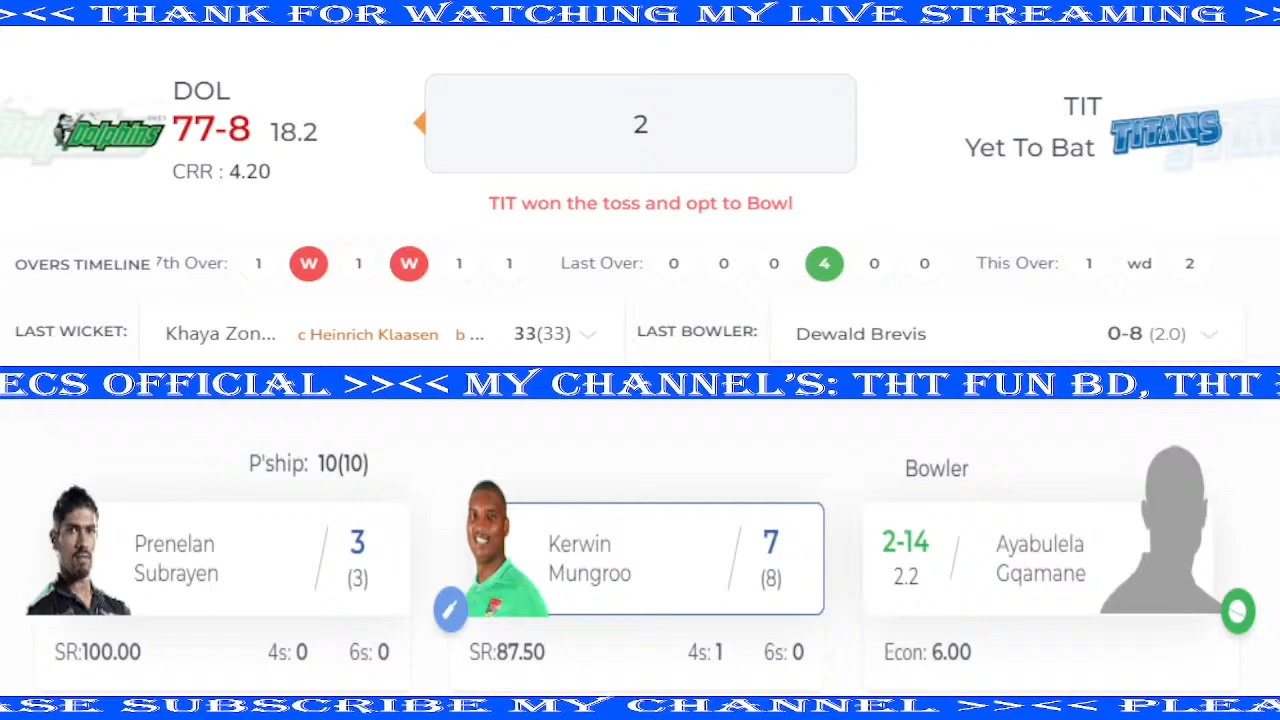 >< THANK FOR WATCHING MY LIVE STREAMING >
DOL
77-8 18.2
CRR : 4.20
Dolphins
2
TIT
Yet To Bat
TITANS
TIT won the toss and opt to Bowl
OVERS TIMELINE 7th Over: 1 W 1 W 1 1 Last Over: 0 0 0 4 0 0 This Over: 1 wd 2
LAST WICKET: Khaya Zon... c Heinrich Klaasen b ... 33(33) LAST BOWLER: Dewald Brevis 0-8 (2.0)
ECS OFFICIAL >>«< MY CHANNEL'S: THT FUN BD, THT
P'ship: 10(10)
Bowler
Prenelan
Subrayen
3
(3)
Kerwin
Mungroo
7
(8)
2-14
2.2
Ayabulela
Gqamane
SR:100.00 4s: 0 6s: 0
SR:87.50 4s: 1 6s: 0
Econ: 6.00
ASE SUBSCRIBE MY CHANNEL >><< PLEA